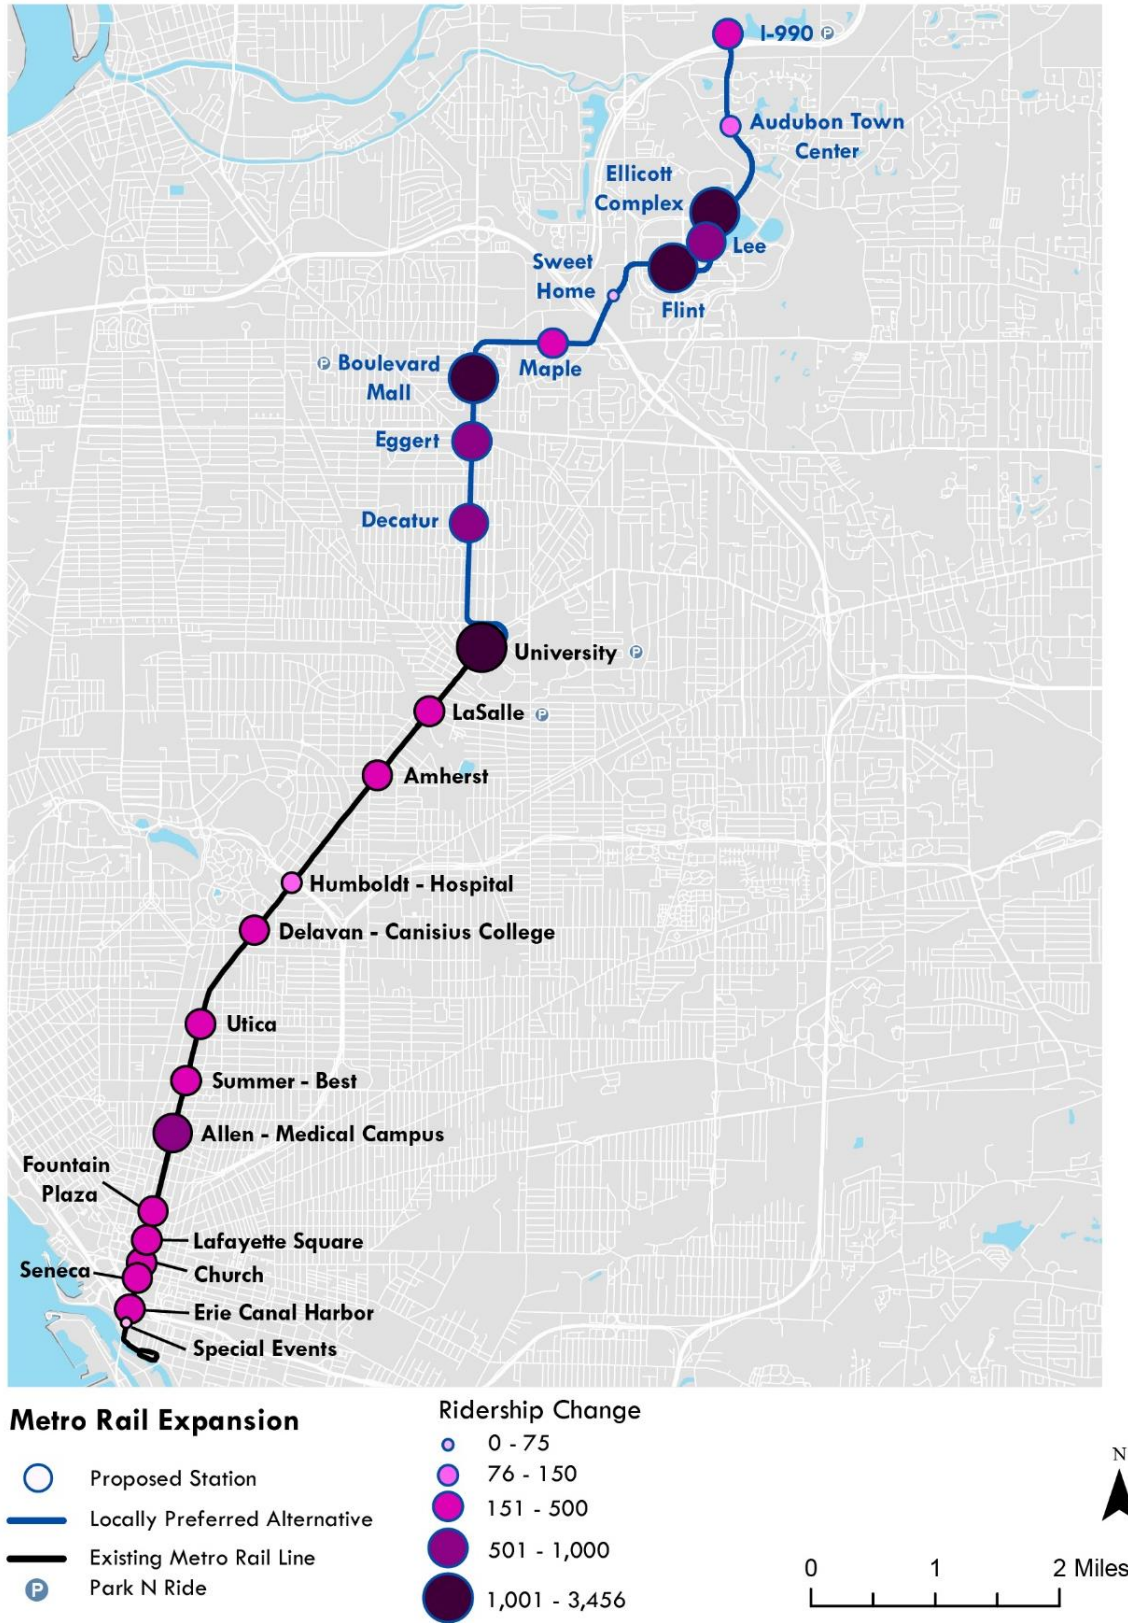 I-990 P
Audubon Town
Center
Ellicott
Complex
Lee
Sweet
Home
Flint
P Boulevard
Mall
Maple
Eggert
Decatur
University P
LaSalle P
Amherst
Humboldt - Hospital
Delavan - Canisius College
Utica
Summer - Best
Allen - Medical Campus
Fountain
Plaza
Lafayette Square
Seneca
Church
Erie Canal Harbor
Special Events
Metro Rail Expansion
Proposed Station
Locally Preferred Alternative
Existing Metro Rail Line
P Park N Ride
Ridership Change
0 - 75
76 - 150
151 - 500
501 - 1,000
1,001 - 3,456
N
0 1 2 Miles